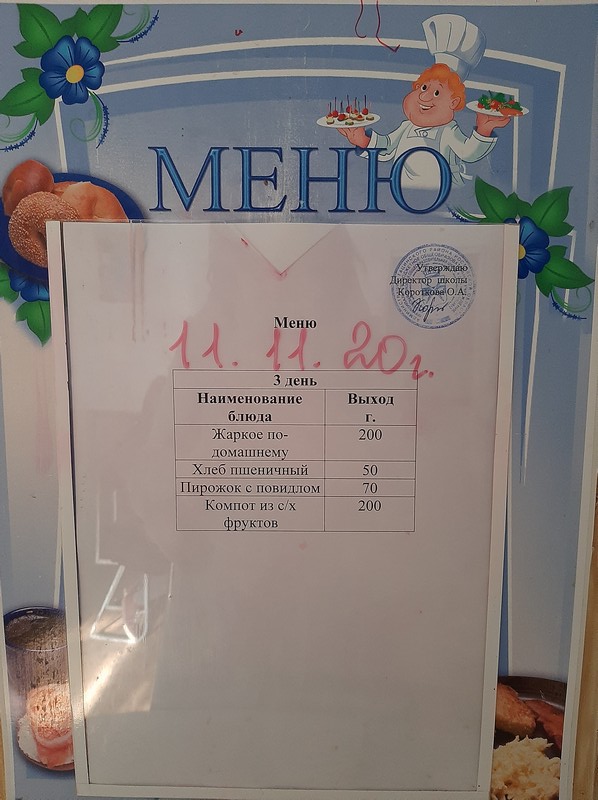 МЕНЮ
Утверждаю
Директор школы
Короткова О.А.
Меню
11. 11. 20г.
3 день
Наименование блюда Выход г.
Жаркое по-домашнему 200
Хлеб пшеничный 50
Пирожок с повидлом 70
Компот из с/х фруктов 200